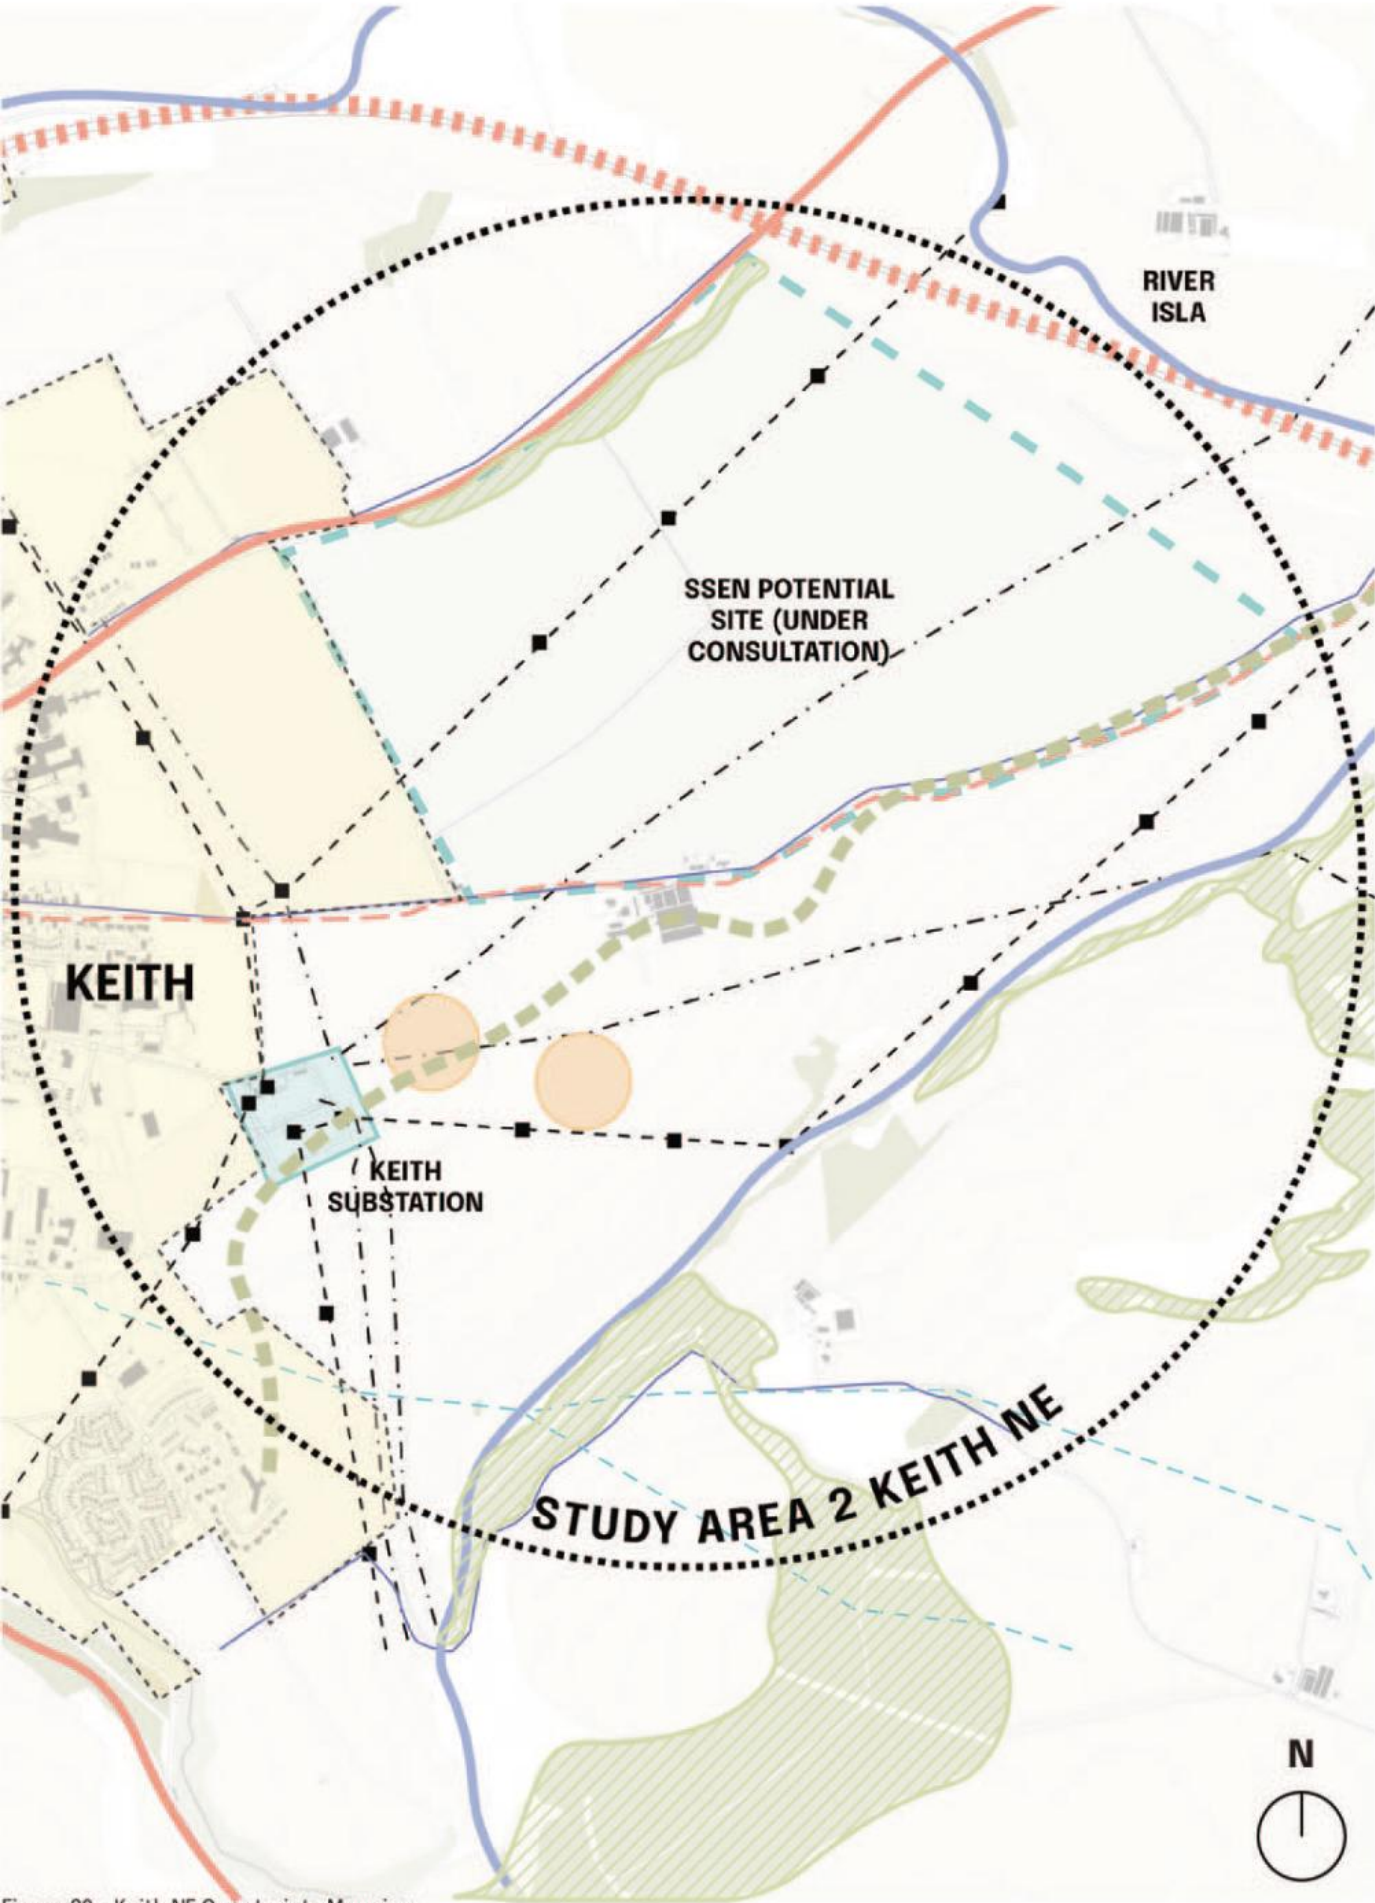 RIVER
ISLA
SSEN POTENTIAL
SITE (UNDER
CONSULTATION)
KEITH
KEITH
SUBSTATION
STUDY AREA 2 KEITH NE
N